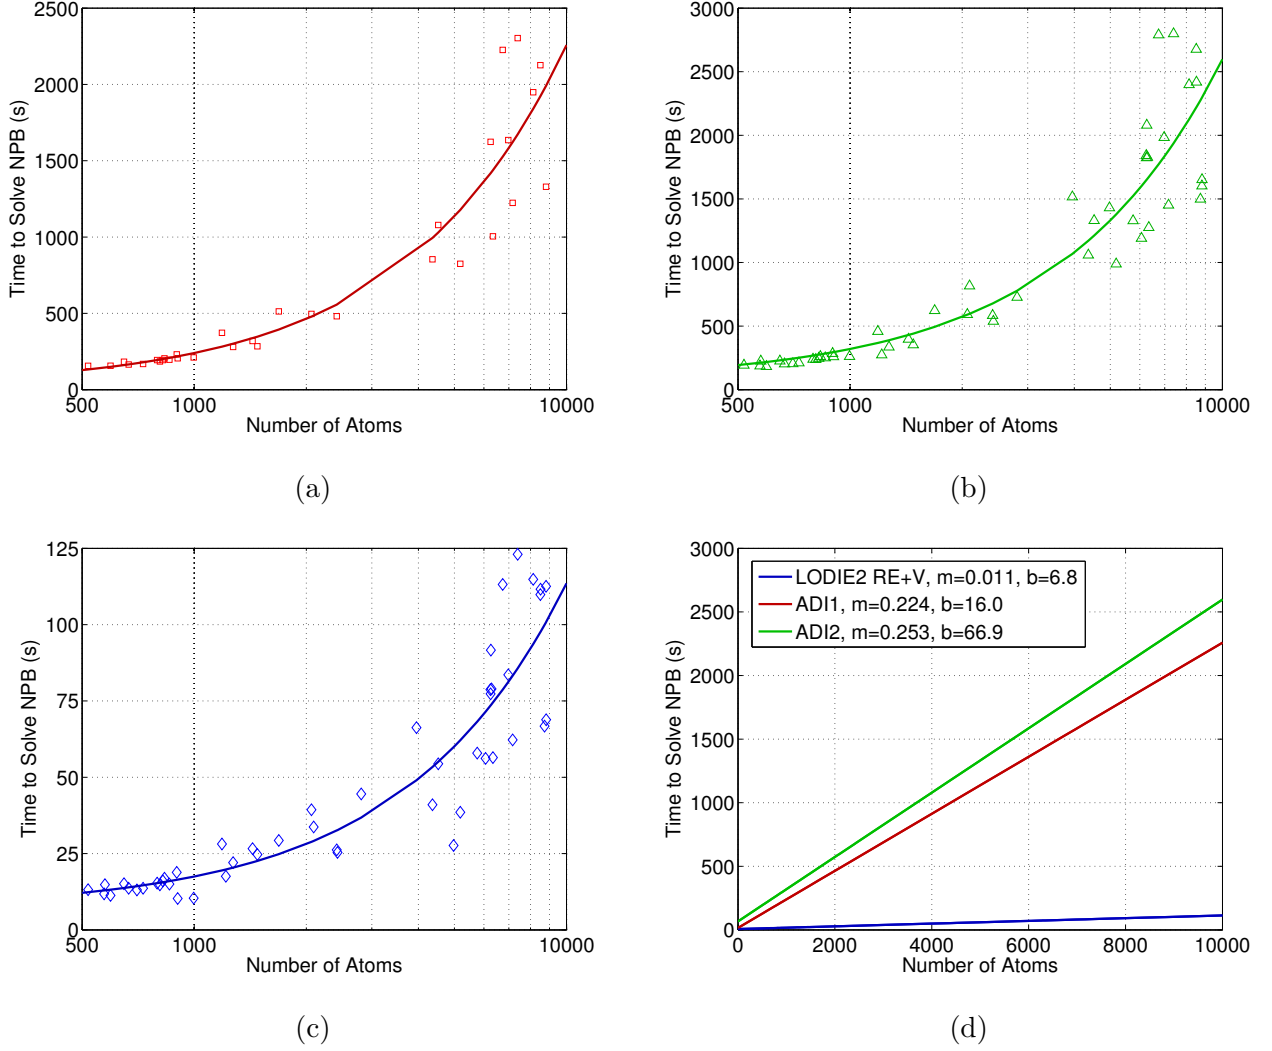 2500
2000
1500
1000
500
0
500
1000
10000
Time to Solve NPB (s)
Number of Atoms
(a)
3000
2500
2000
1500
1000
500
0
500
1000
10000
Time to Solve NPB (s)
Number of Atoms
(b)
125
100
75
50
25
0
500
1000
10000
Time to Solve NPB (s)
Number of Atoms
(c)
3000
2500
2000
1500
1000
500
0
0
2000
4000
6000
8000
10000
Time to Solve NPB (s)
Number of Atoms
LODIE2 RE+V, m=0.011, b=6.8
ADI1, m=0.224, b=16.0
ADI2, m=0.253, b=66.9
(d)